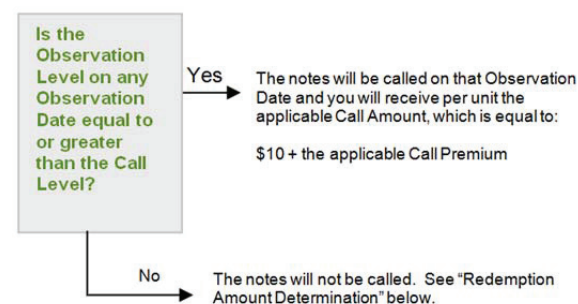 Is the
Observation
Level on any
Observation
Date equal to
or greater
than the Call
Level?
Yes
The notes will be called on that Observation
Date and you will receive per unit the
applicable Call Amount, which is equal to:
$10 + the applicable Call Premium
No
The notes will not be called. See “Redemption
Amount Determination” below.